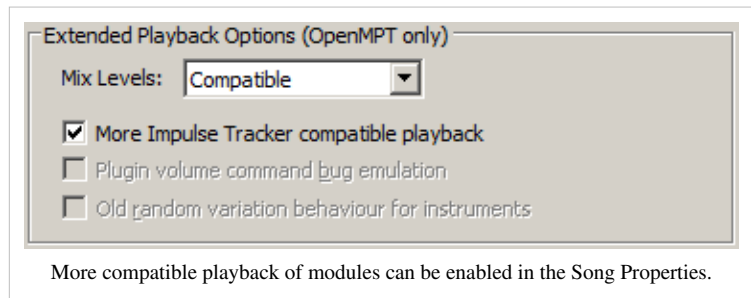 Extended Playback Options (OpenMPT only)
Mix Levels: Compatible
More Impulse Tracker compatible playback
Plugin volume command bug emulation
Old random variation behaviour for instruments
More compatible playback of modules can be enabled in the Song Properties.